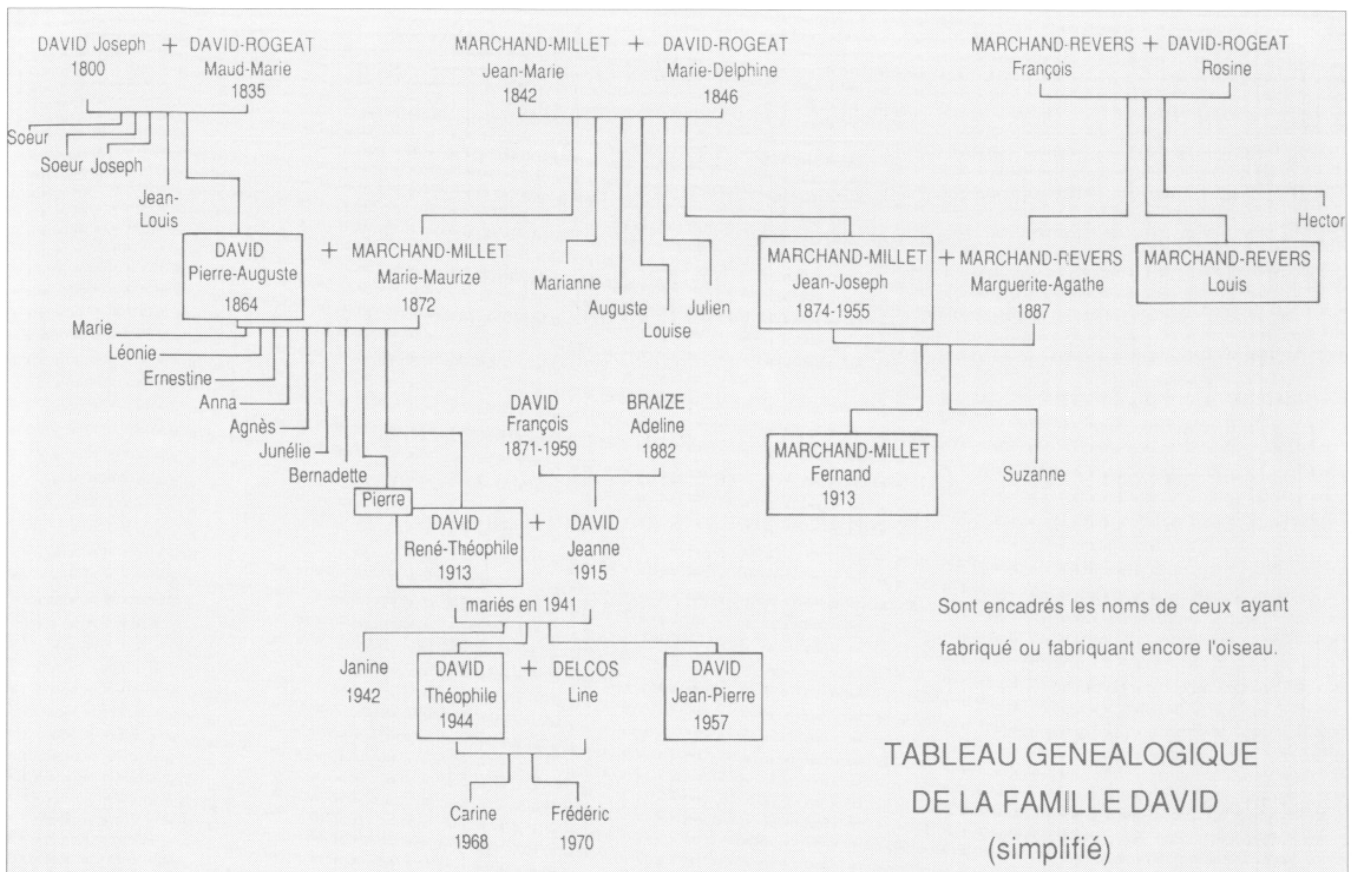 DAVID Joseph + DAVID-ROGEAT
1800 Maud-Marie
1835
MARCHAND-MILLET + DAVID-ROGEAT
Jean-Marie Marie-Delphine
1842 1846
MARCHAND-REVERS + DAVID-ROGEAT
François Rosine
Soeur
Soeur Joseph
Jean-
Louis
Hector
DAVID + MARCHAND-MILLET
Pierre-Auguste Marie-Maurize
1864 1872
Marianne
Auguste
Louise
Julien
MARCHAND-MILLET + MARCHAND-REVERS
Jean-Joseph Marguerite-Agathe
1874-1955 1887
MARCHAND-REVERS
Louis
Marie
Léonie
Ernestine
Anna
Agnès
Junélie
Bernadette
Pierre
DAVID BRAIZE
François Adeline
1871-1959 1882
MARCHAND-MILLET
Fernand
1913
Suzanne
DAVID + DAVID
René-Théophile Jeanne
1913 1915
mariés en 1941
Janine
1942
DAVID + DELCOS
Théophile Line
1944
DAVID
Jean-Pierre
1957
Carine Frédéric
1968 1970
Sont encadrés les noms de ceux ayant
fabriqué ou fabriquant encore l'oiseau.
TABLEAU GENEALOGIQUE
DE LA FAMILLE DAVID
(simplifié)